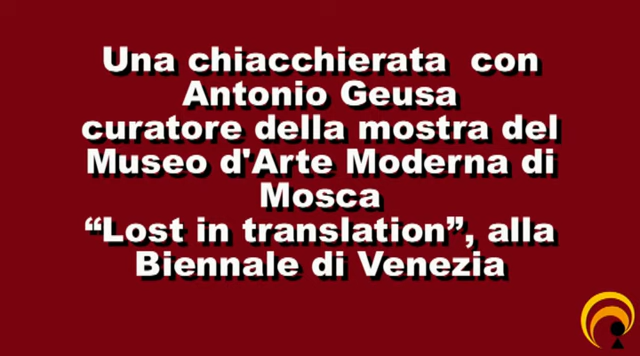 Una chiacchierata con
Antonio Geusa
curatore della mostra del
Museo d'Arte Moderna di
Mosca
“Lost in translation”, alla
Biennale di Venezia